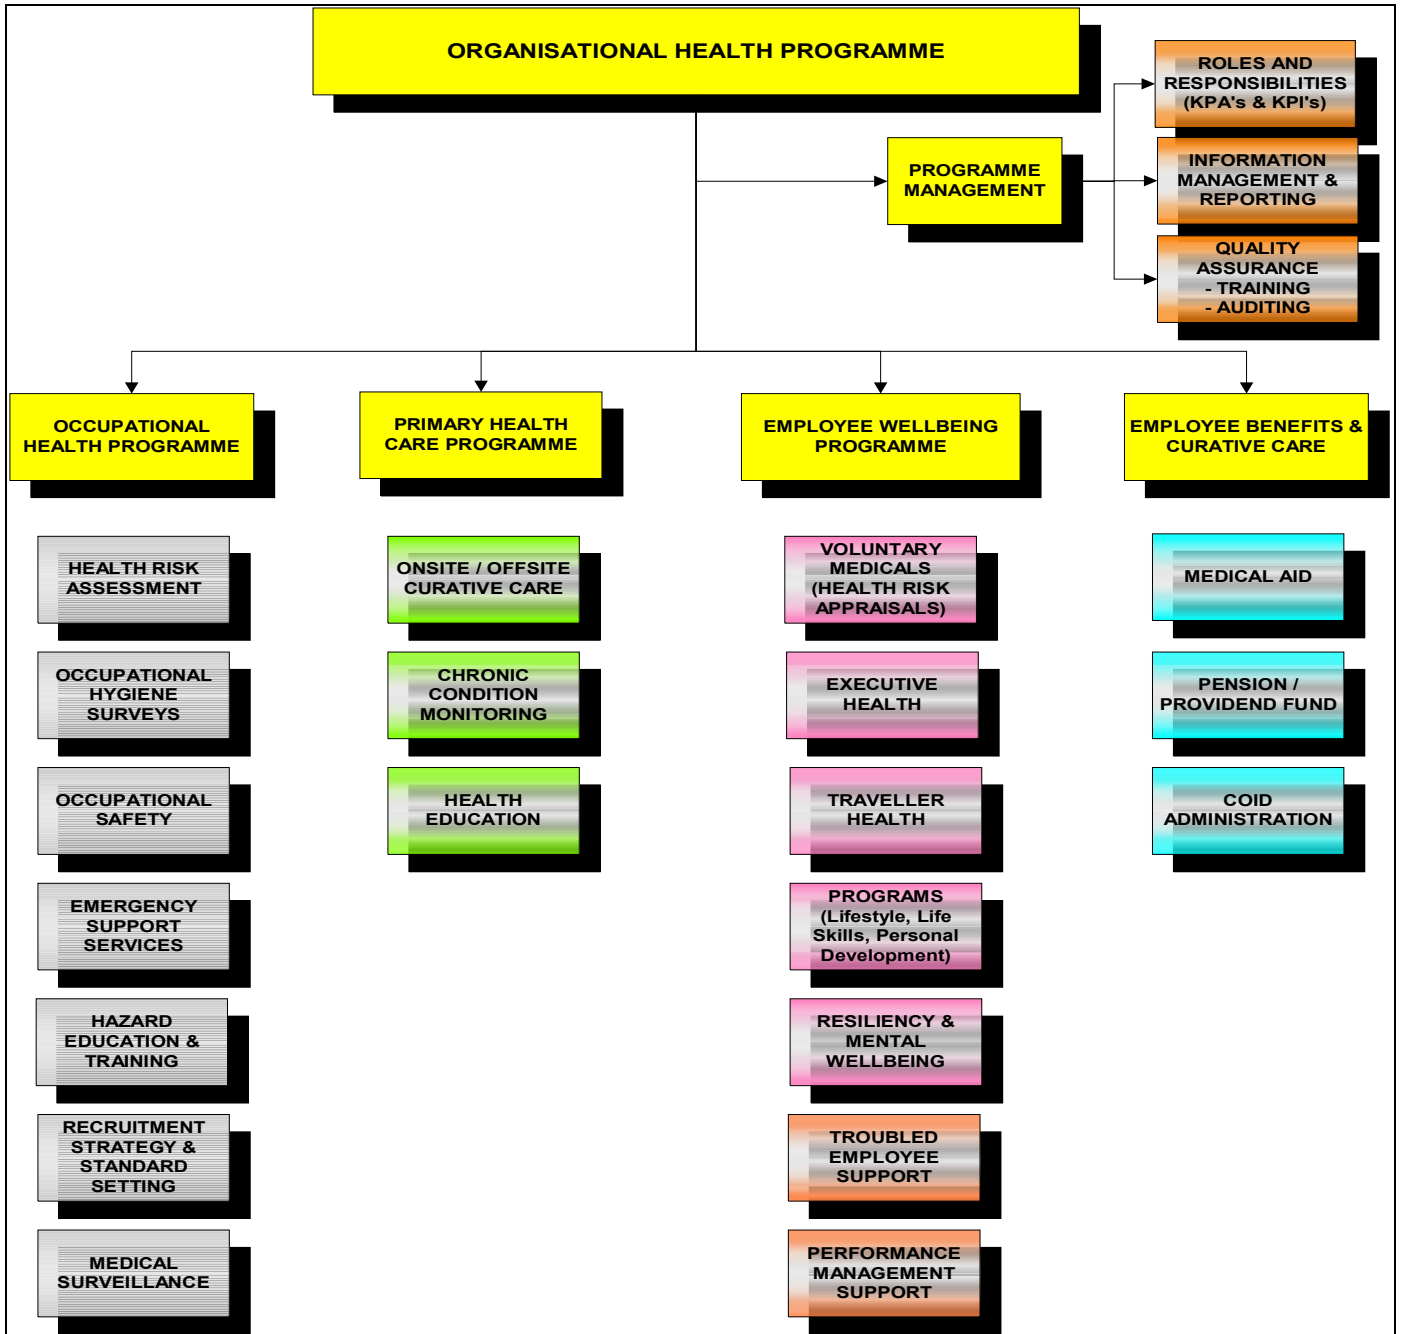 ORGANISATIONAL HEALTH PROGRAMME
ROLES AND
RESPONSIBILITIES
(KPA's & KPI's)
PROGRAMME
MANAGEMENT
INFORMATION
MANAGEMENT &
REPORTING
QUALITY
ASSURANCE
- TRAINING
- AUDITING
OCCUPATIONAL
HEALTH PROGRAMME
PRIMARY HEALTH
CARE PROGRAMME
EMPLOYEE WELLBEING
PROGRAMME
EMPLOYEE BENEFITS &
CURATIVE CARE
HEALTH RISK
ASSESSMENT
OCCUPATIONAL
HYGIENE
SURVEYS
OCCUPATIONAL
SAFETY
EMERGENCY
SUPPORT
SERVICES
HAZARD
EDUCATION &
TRAINING
RECRUITMENT
STRATEGY &
STANDARD
SETTING
MEDICAL
SURVEILLANCE
ONSITE / OFFSITE
CURATIVE CARE
CHRONIC
CONDITION
MONITORING
HEALTH
EDUCATION
VOLUNTARY
MEDICALS
(HEALTH RISK
APPRAISALS)
EXECUTIVE
HEALTH
TRAVELLER
HEALTH
PROGRAMS
(Lifestyle, Life
Skills, Personal
Development)
RESILIENCY &
MENTAL
WELLBEING
TROUBLED
EMPLOYEE
SUPPORT
PERFORMANCE
MANAGEMENT
SUPPORT
MEDICAL AID
PENSION /
PROVIDEND FUND
COID
ADMINISTRATION